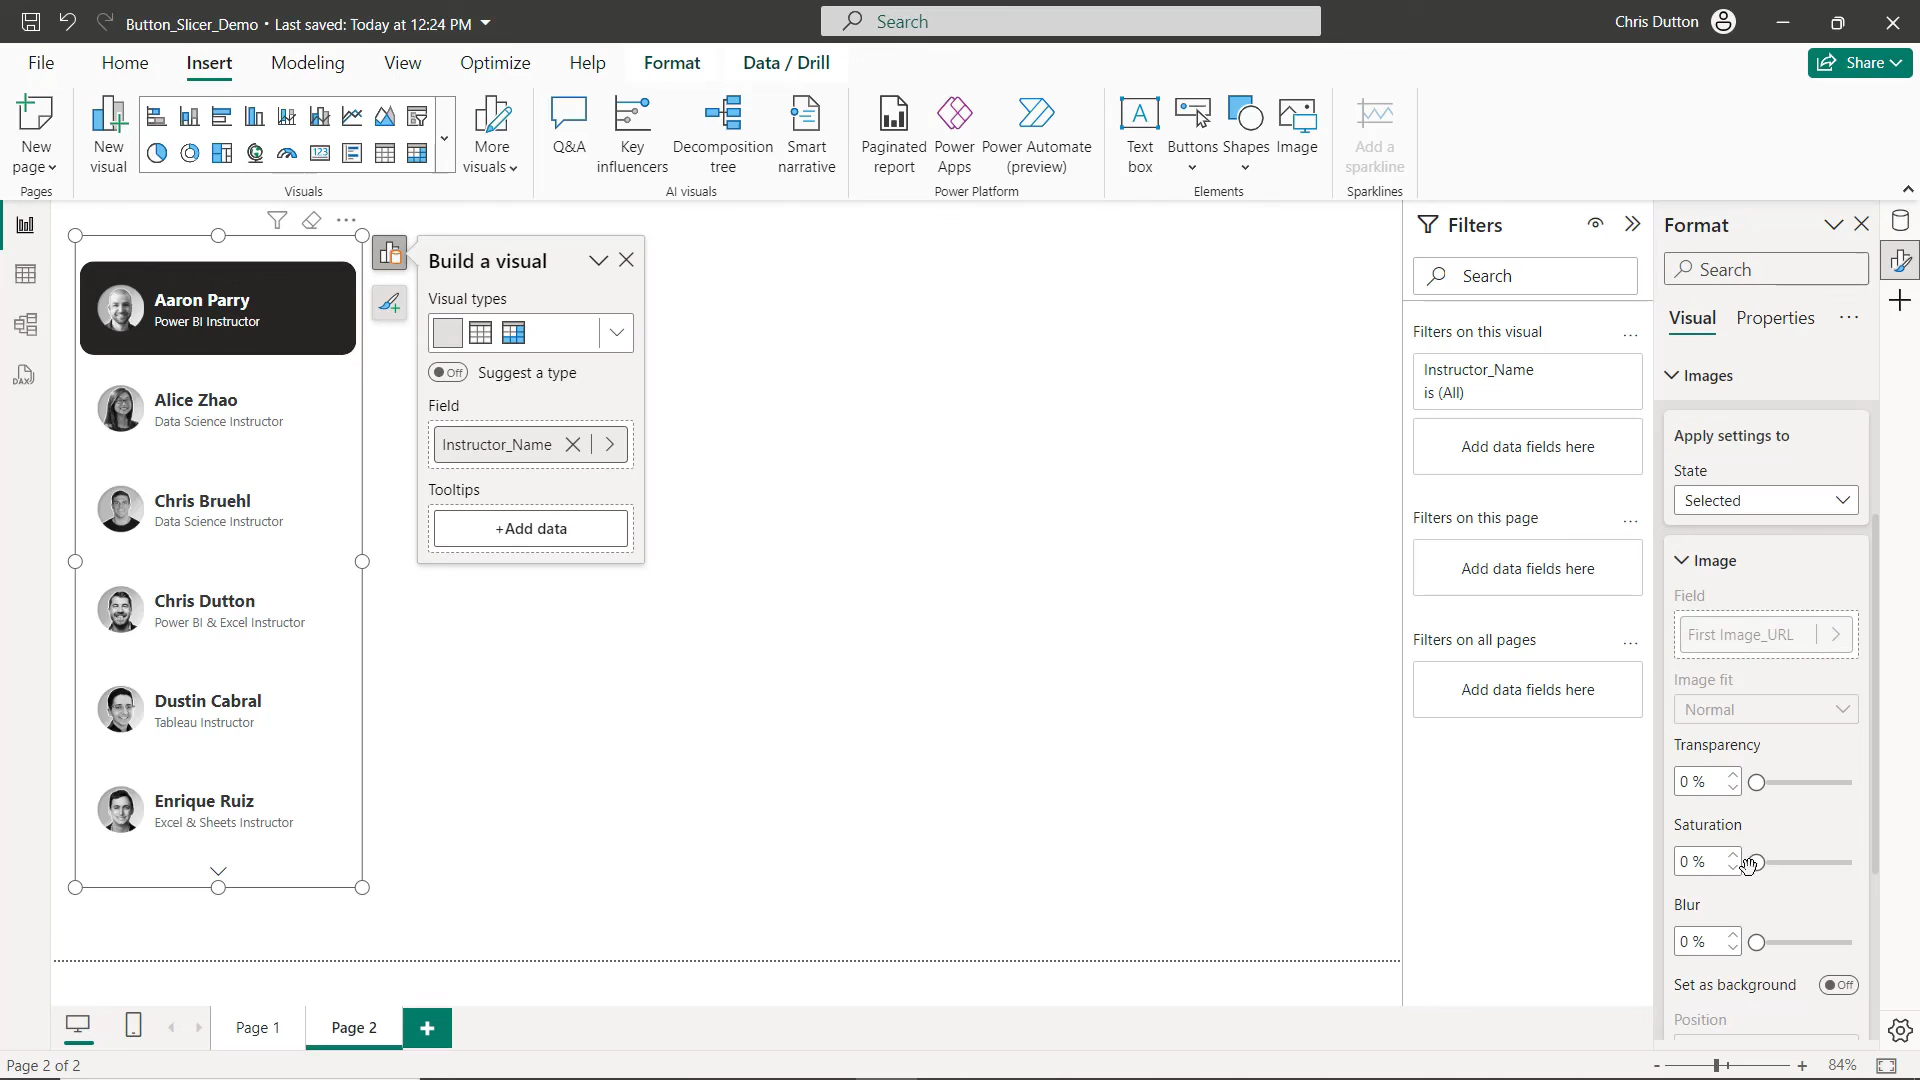 Button_Slicer_Demo • Last saved: Today at 12:24 PM
Search
Chris Dutton
File
Home
Insert
Modeling
View
Optimize
Help
Format
Data / Drill
Share
New
page
Pages
New
visual
Visuals
More
visuals
Q&A
Key
influencers
Decomposition
tree
Smart
narrative
AI visuals
Paginated
report
Power
Apps
Power Automate
(preview)
Power Platform
Text
box
Buttons
Shapes
Image
Elements
Add a
sparkline
Sparklines
Aaron Parry
Power BI Instructor
Alice Zhao
Data Science Instructor
Chris Bruehl
Data Science Instructor
Chris Dutton
Power BI & Excel Instructor
Dustin Cabral
Tableau Instructor
Enrique Ruiz
Excel & Sheets Instructor
Build a visual
Visual types
Off
Suggest a type
Field
Instructor_Name
Tooltips
+Add data
Filters
Search
Filters on this visual
Instructor_Name
is (All)
Add data fields here
Filters on this page
Add data fields here
Filters on all pages
Add data fields here
Format
Search
Visual
Properties
Images
Apply settings to
State
Selected
Image
Field
First Image_URL
Image fit
Normal
Transparency
0 %
Saturation
0 %
Blur
0 %
Set as background
Off
Position
Page 1
Page 2
Page 2 of 2
84%